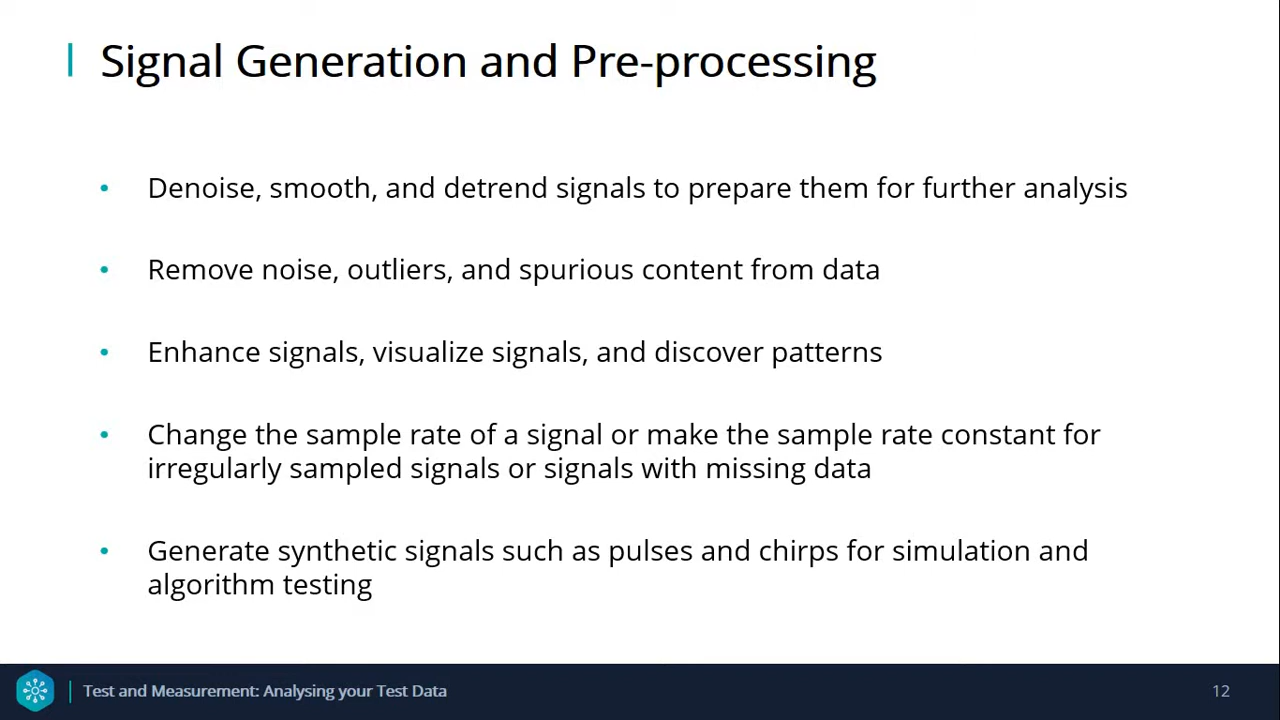 Signal Generation and Pre-processing
• Denoise, smooth, and detrend signals to prepare them for further analysis
• Remove noise, outliers, and spurious content from data
• Enhance signals, visualize signals, and discover patterns
• Change the sample rate of a signal or make the sample rate constant for
irregularly sampled signals or signals with missing data
• Generate synthetic signals such as pulses and chirps for simulation and
algorithm testing
Test and Measurement: Analysing your Test Data
12